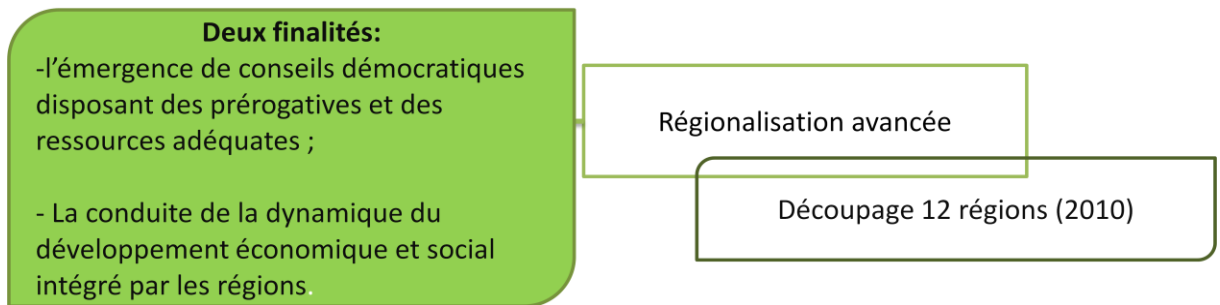 Deux finalités:
-l’émergence de conseils démocratiques
disposant des prérogatives et des
ressources adéquates ;
- La conduite de la dynamique du
développement économique et social
intégré par les régions.
Régionalisation avancée
Découpage 12 régions (2010)